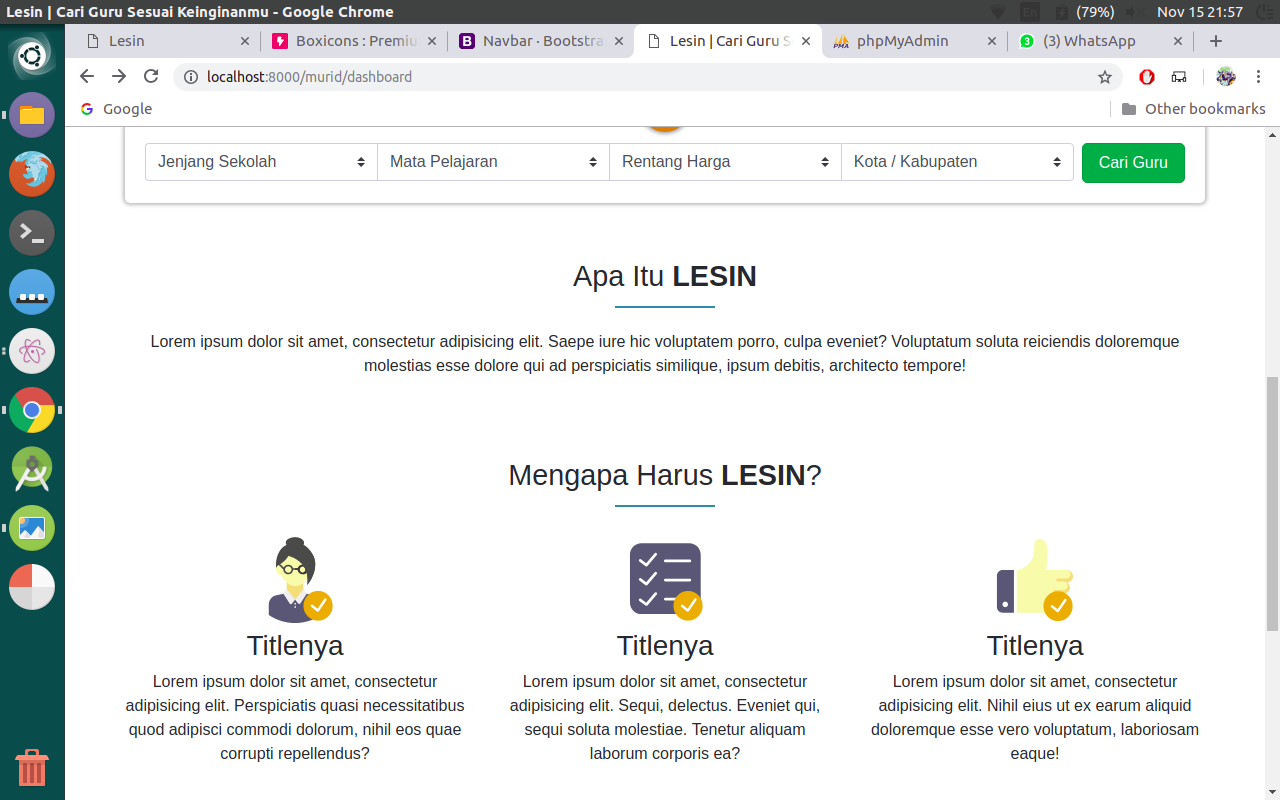 Lesin | Cari Guru Sesuai Keinginanmu - Google Chrome
En (79%) Nov 15 21:57
Lesin
Boxicons : Premiu
Navbar · Bootstra
Lesin | Cari Guru S
phpMyAdmin
(3) WhatsApp
localhost:8000/murid/dashboard
Google
Other bookmarks
Jenjang Sekolah Mata Pelajaran Rentang Harga Kota / Kabupaten Cari Guru
Apa Itu LESIN
Lorem ipsum dolor sit amet, consectetur adipisicing elit. Saepe iure hic voluptatem porro, culpa eveniet? Voluptatum soluta reiciendis doloremque
molestias esse dolore qui ad perspiciatis similique, ipsum debitis, architecto tempore!
Mengapa Harus LESIN?
Titlenya
Lorem ipsum dolor sit amet, consectetur
adipisicing elit. Perspiciatis quasi necessitatibus
quod adipisci commodi dolorum, nihil eos quae
corrupti repellendus?
Titlenya
Lorem ipsum dolor sit amet, consectetur
adipisicing elit. Sequi, delectus. Eveniet qui,
sequi soluta molestiae. Tenetur aliquam
laborum corporis ea?
Titlenya
Lorem ipsum dolor sit amet, consectetur
adipisicing elit. Nihil eius ut ex earum aliquid
doloremque esse vero voluptatum, laboriosam
eaque!